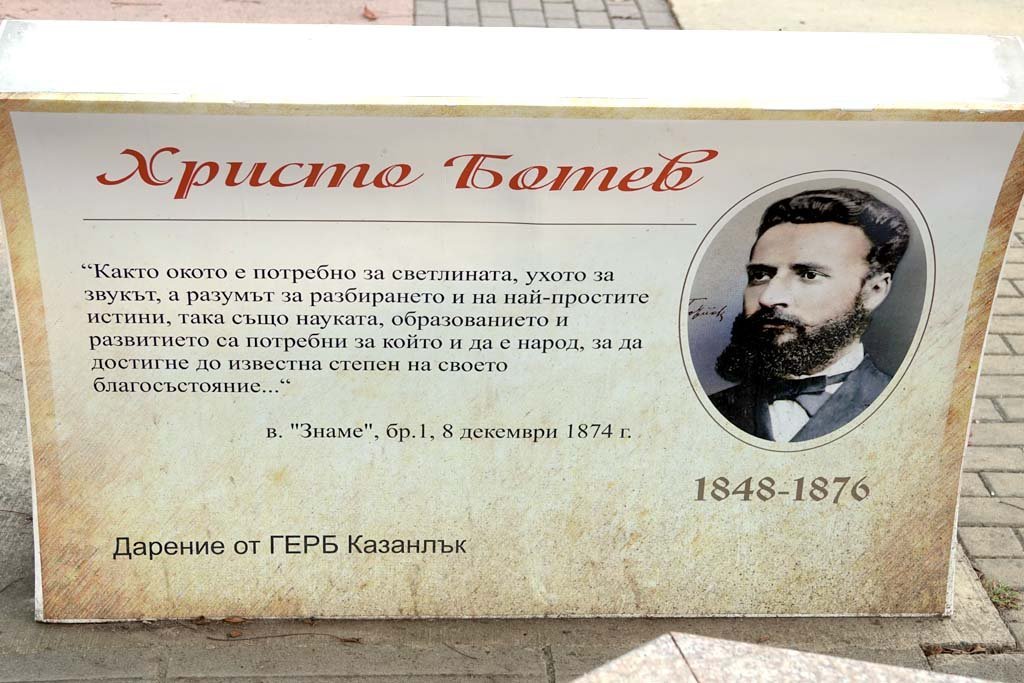 Христо Ботев
“Както окото е потребно за светлината, ухото за
звукът, а разумът за разбирането и на най-простите
истини, така също науката, образованието и
развитието са потребни за който и да е народ, за да
достигне до известна степен на своето
благосъстояние...“
в. "Знаме", бр.1, 8 декември 1874 г.
1848-1876
Дарение от ГЕРБ Казанлък